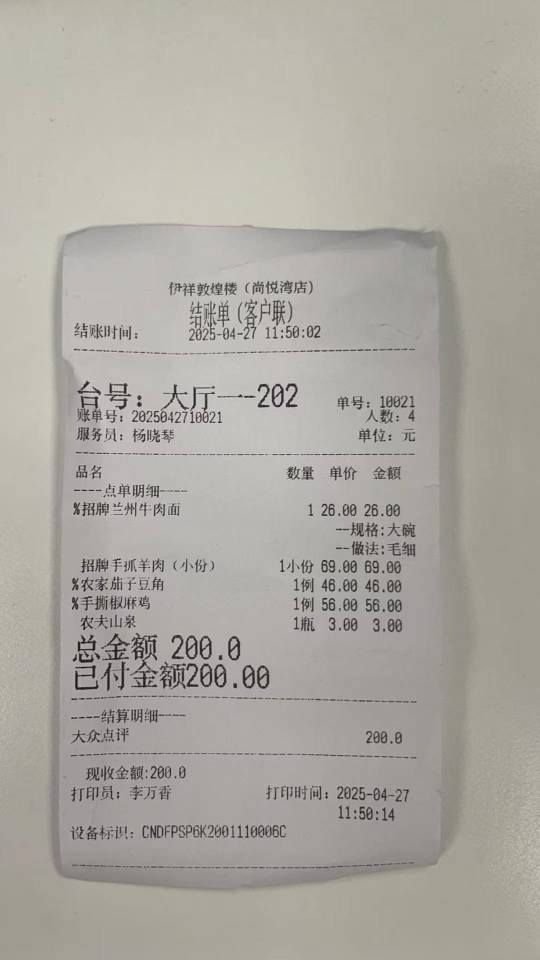 伊祥敦煌楼（尚悦湾店）
结账单（客户联）
结账时间： 2025-04-27 11:50:02
台号：大厅一-202 单号：10021
账单号：2025042710021 人数：4
服务员：杨晓琴 单位：元
品名 数量 单价 金额
----点单明细----
%招牌兰州牛肉面 1 26.00 26.00
--规格:大碗
--做法:毛细
招牌手抓羊肉（小份） 1小份 69.00 69.00
%农家茄子豆角 1例 46.00 46.00
%手撕椒麻鸡 1例 56.00 56.00
农夫山泉 1瓶 3.00 3.00
总金额 200.0
已付金额200.00
----结算明细----
大众点评 200.0
现收金额:200.0
打印员：李万香 打印时间：2025-04-27
11:50:14
设备标识：CNDFPSP6K2001110006C